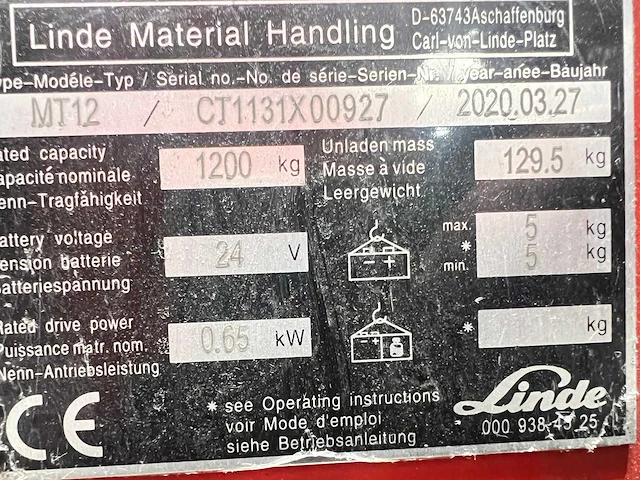 Linde Material Handling
D-63743Aschaffenburg
Carl-von-Linde-Platz
ype-Modéle-Typ / Serial no.-No. de série-Serien-Nr. / year-anee-Baujahr
MT12 / CT1131X00927 / 2020.03.27
ated capacity
apacité nominale
enn-Tragfähigkeit
1200 kg
Unladen mass
Masse à vide
Leergewicht
129.5 kg
attery voltage
ension batterie
atteriespannung
24 V
- +
max. 5 kg
*
min. 5 kg
Rated drive power
Puissance matr. nom.
Nenn-Antriebsleistung
0.65 kW
+ -
* kg
CE
* see Operating instructions
voir Mode d'emploi
siehe Betriebsanleitung
Linde
000 938 45 25